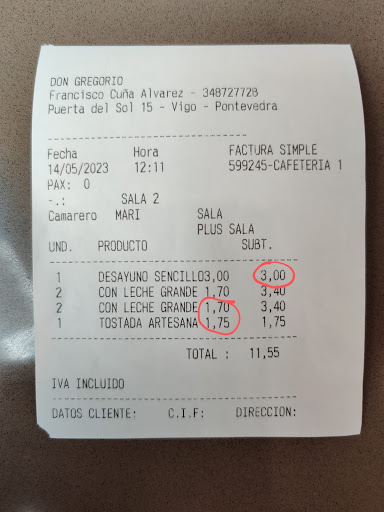 DON GREGORIO
Francisco Cuña Alvarez - 34872772B
Puerta del Sol 15 - Vigo - Pontevedra
Fecha Hora FACTURA SIMPLE
14/05/2023 12:11 599245-CAFETERIA 1
PAX: 0
-.: SALA 2
Camarero MARI SALA
PLUS SALA
UND. PRODUCTO SUBT.
1 DESAYUNO SENCILLO3,00 3,00
2 CON LECHE GRANDE 1,70 3,40
2 CON LECHE GRANDE 1,70 3,40
1 TOSTADA ARTESANA 1,75 1,75
TOTAL : 11,55
IVA INCLUIDO
DATOS CLIENTE: C.I.F: DIRECCION: